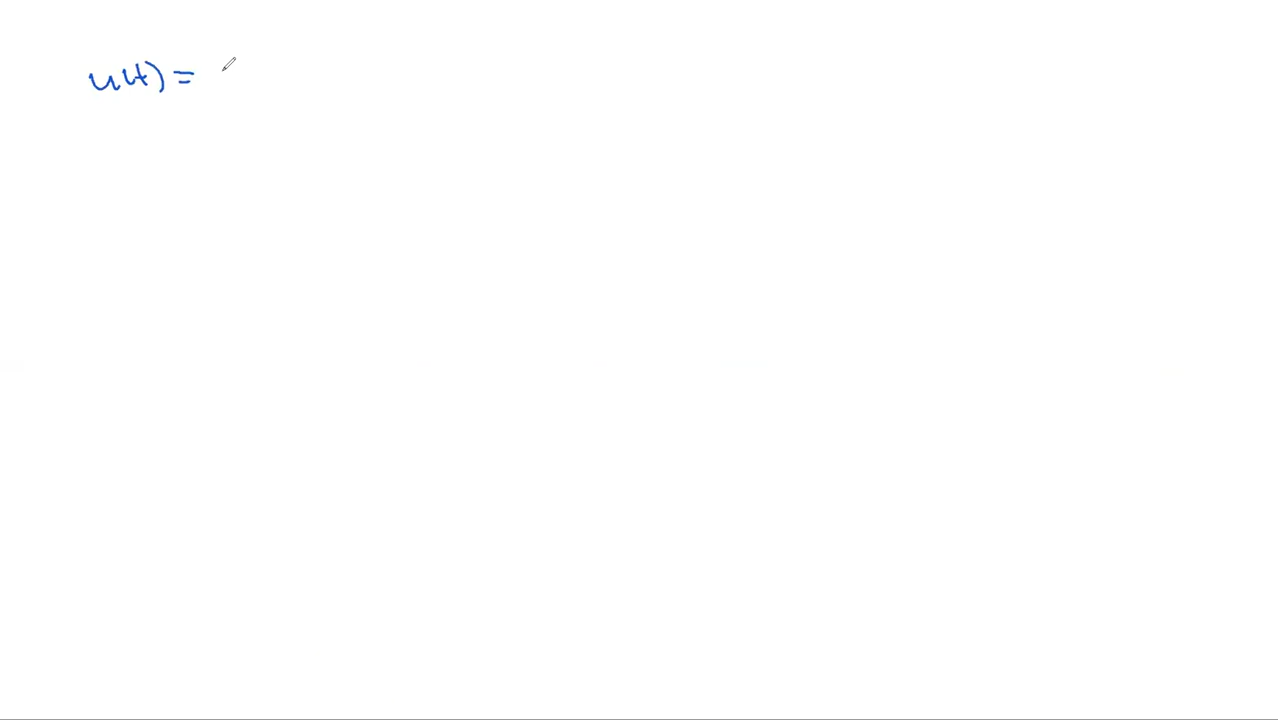 u(t) =